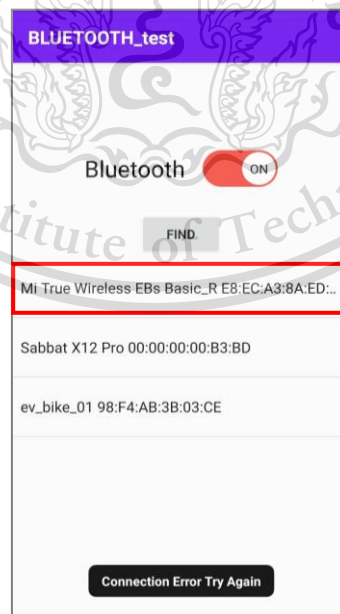 BLUETOOTH_test
Bluetooth ON
FIND
Mi True Wireless EBs Basic_R E8:EC:A3:8A:ED:..
Sabbat X12 Pro 00:00:00:00:B3:BD
ev_bike_01 98:F4:AB:3B:03:CE
Connection Error Try Again